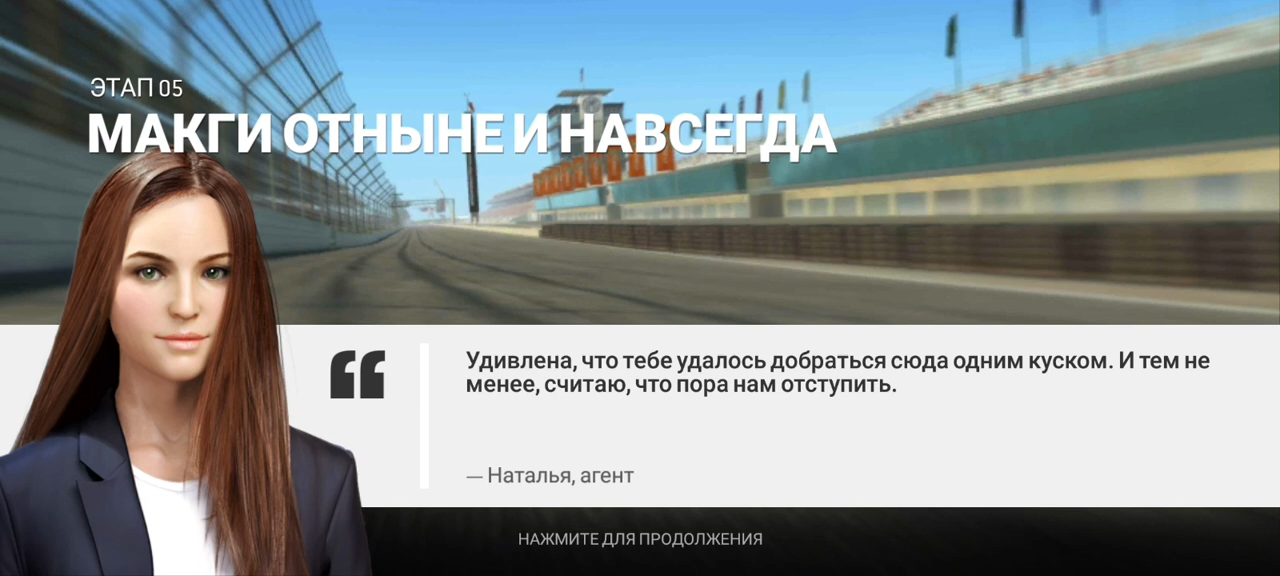 ЭТАП 05
МАКГИ ОТНЫНЕ И НАВСЕГДА
Удивлена, что тебе удалось добраться сюда одним куском. И тем не
менее, считаю, что пора нам отступить.
— Наталья, агент
НАЖМИТЕ ДЛЯ ПРОДОЛЖЕНИЯ